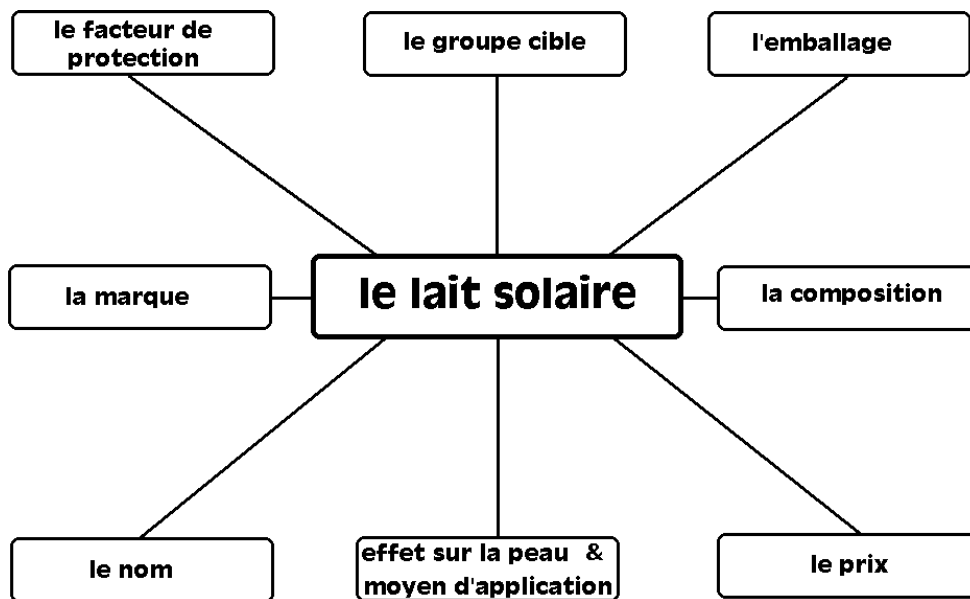 le facteur de
protection
le groupe cible
l'emballage
la marque
le lait solaire
la composition
le nom
effet sur la peau &
moyen d'application
le prix